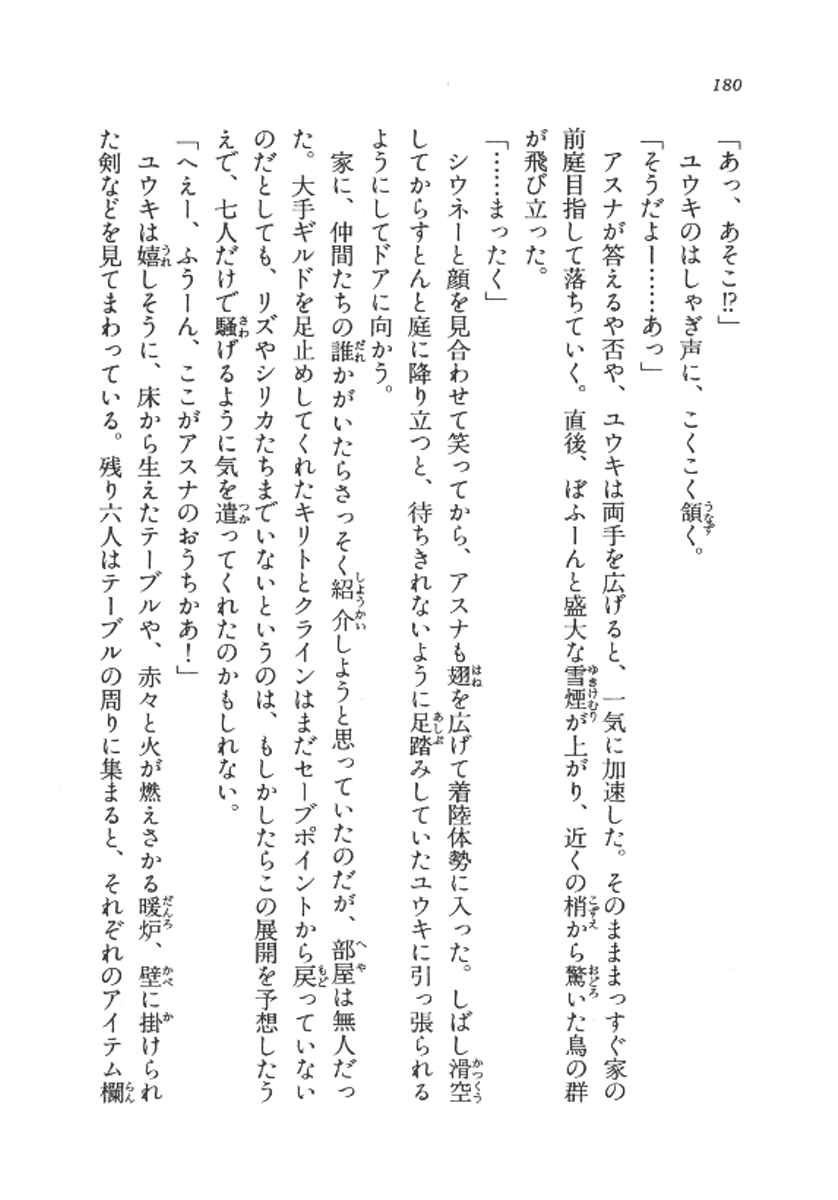 180
「あっ、あそこ!?」
　ユウキのはしゃぎ声に、こくこく頷く。
「そうだよー……あっ」
　アスナが答えるや否や、ユウキは両手を広げると、一気に加速した。そのまままっすぐ家の
前庭目指して落ちていく。直後、ぼふーんと盛大な雪煙が上がり、近くの梢から驚いた鳥の群
が飛び立った。
「……まったく」
　シウネーと顔を見合わせて笑ってから、アスナも翅を広げて着陸体勢に入った。しばし滑空
してからすとんと庭に降り立つと、待ちきれないように足踏みしていたユウキに引っ張られる
ようにしてドアに向かう。
　家に、仲間たちの誰かがいたらさっそく紹介しようと思っていたのだが、部屋は無人だっ
た。大手ギルドを足止めしてくれたキリトとクラインはまだセーブポイントから戻っていない
のだとしても、リズやシリカたちまでいないというのは、もしかしたらこの展開を予想したう
えで、七人だけで騒げるように気を遣ってくれたのかもしれない。
「へえー、ふうーん、ここがアスナのおうちかあ！」
　ユウキは嬉しそうに、床から生えたテーブルや、赤々と火が燃えさかる暖炉、壁に掛けられ
た剣などを見てまわっている。残り六人はテーブルの周りに集まると、それぞれのアイテム欄